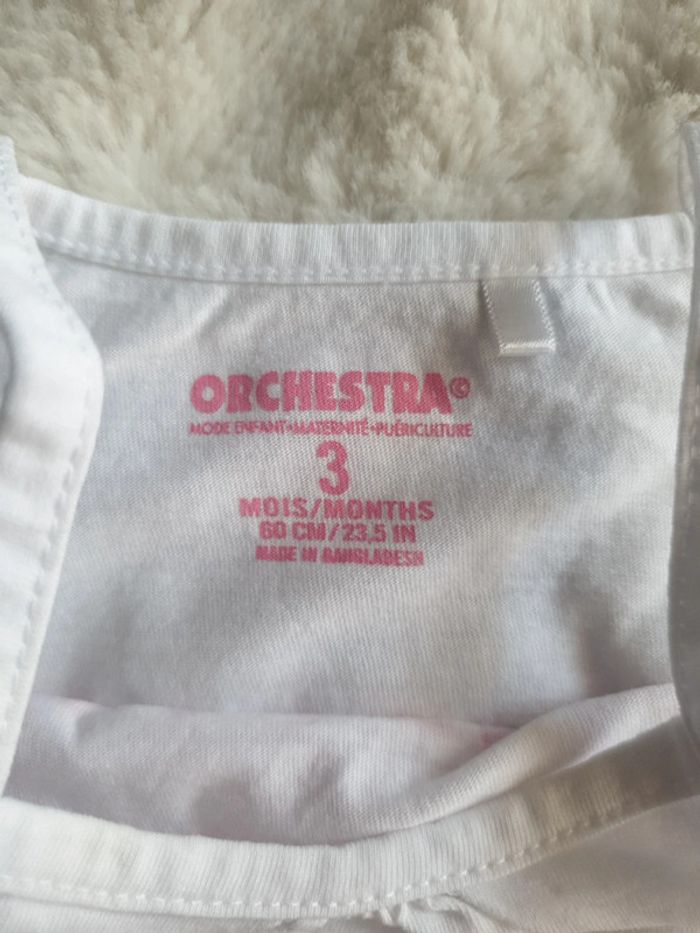 ORCHESTRA©
MODE ENFANT•MATERNITÉ•PUÉRICULTURE
3
MOIS/MONTHS
60 CM/23,5 IN
MADE IN BANGLADESH